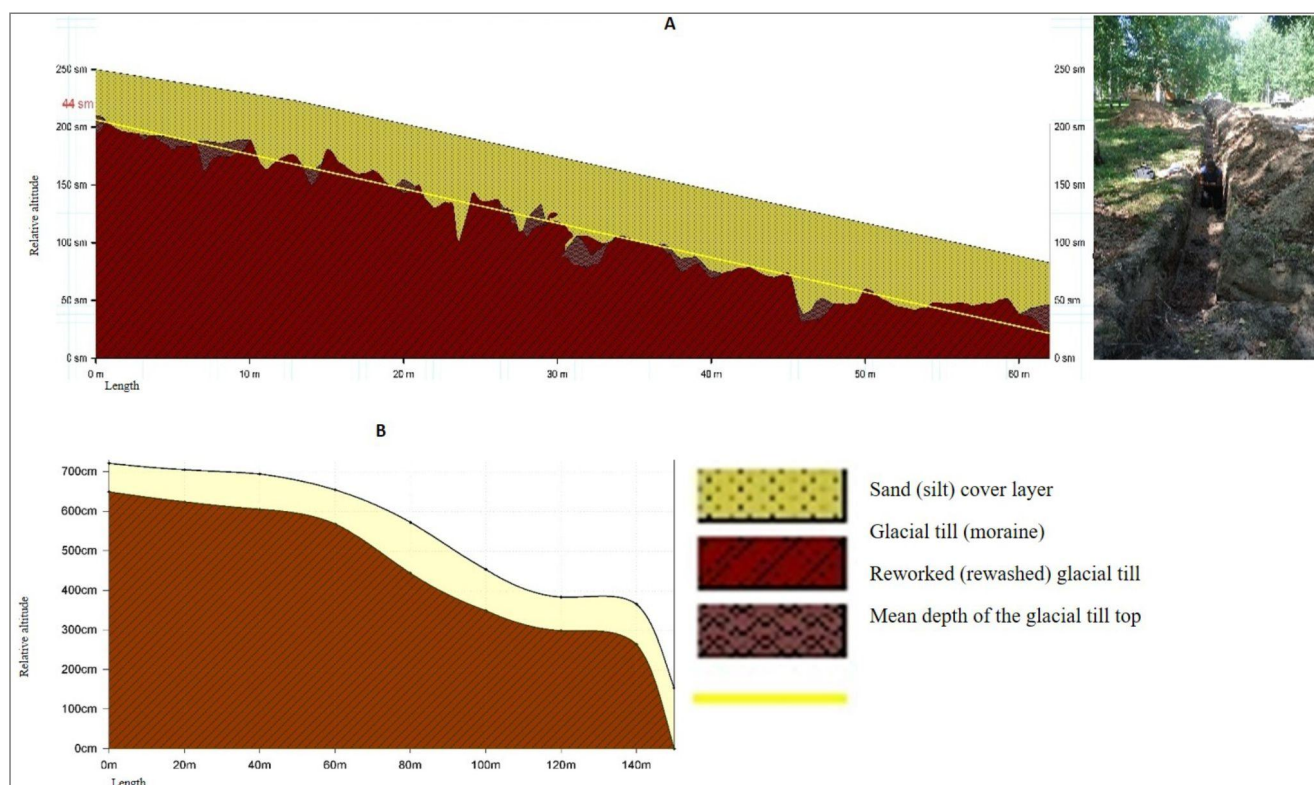 A
250 sm
44 sm
200 sm
150 sm
100 sm
50 sm
0 sm
Relative altitude
0 m
10 m
20 m
30 m
40 m
50 m
60 m
Length
250 sm
200 sm
150 sm
100 sm
50 sm
0 sm
B
700cm
600cm
500cm
400cm
300cm
200cm
100cm
0cm
Relative altitude
0m
20m
40m
60m
80m
100m
120m
140m
Length
Sand (silt) cover layer
Glacial till (moraine)
Reworked (rewashed) glacial till
Mean depth of the glacial till top